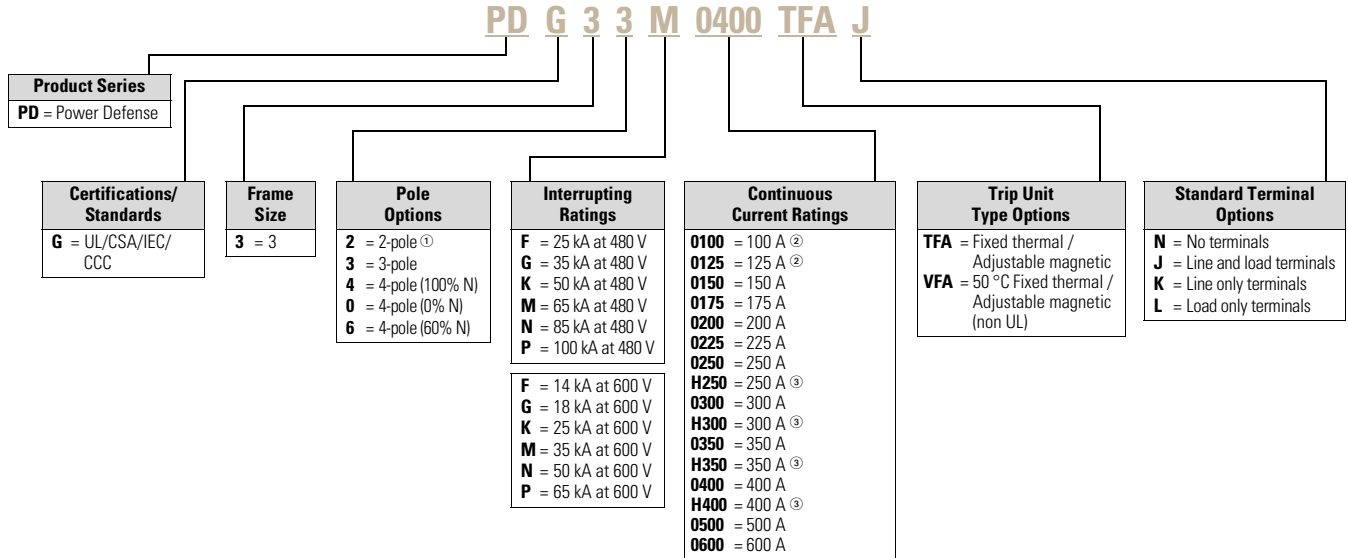 PD G 3 3 M 0400 TFA J
Product Series
PD = Power Defense
Certifications/
Standards
G = UL/CSA/IEC/
CCC
Frame
Size
3 = 3
Pole
Options
2 = 2-pole ①
3 = 3-pole
4 = 4-pole (100% N)
0 = 4-pole (0% N)
6 = 4-pole (60% N)
Interrupting
Ratings
F = 25 kA at 480 V
G = 35 kA at 480 V
K = 50 kA at 480 V
M = 65 kA at 480 V
N = 85 kA at 480 V
P = 100 kA at 480 V
F = 14 kA at 600 V
G = 18 kA at 600 V
K = 25 kA at 600 V
M = 35 kA at 600 V
N = 50 kA at 600 V
P = 65 kA at 600 V
Continuous
Current Ratings
0100 = 100 A ②
0125 = 125 A ②
0150 = 150 A
0175 = 175 A
0200 = 200 A
0225 = 225 A
0250 = 250 A
H250 = 250 A ③
0300 = 300 A
H300 = 300 A ③
0350 = 350 A
H350 = 350 A ③
0400 = 400 A
H400 = 400 A ③
0500 = 500 A
0600 = 600 A
Trip Unit
Type Options
TFA = Fixed thermal /
Adjustable magnetic
VFA = 50 °C Fixed thermal /
Adjustable magnetic
(non UL)
Standard Terminal
Options
N = No terminals
J = Line and load terminals
K = Line only terminals
L = Load only terminals